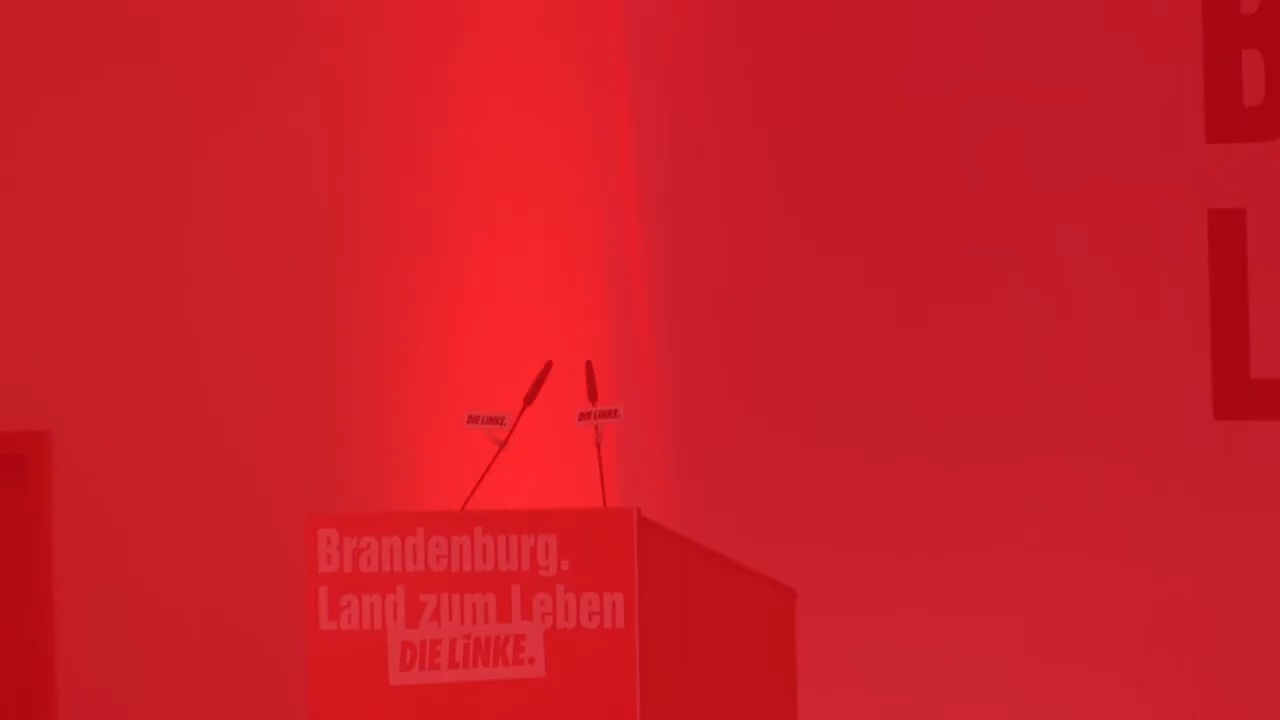 B
L
DIE LINKE.
DIE LINKE.
Brandenburg.
Land zum Leben
DIE LINKE.